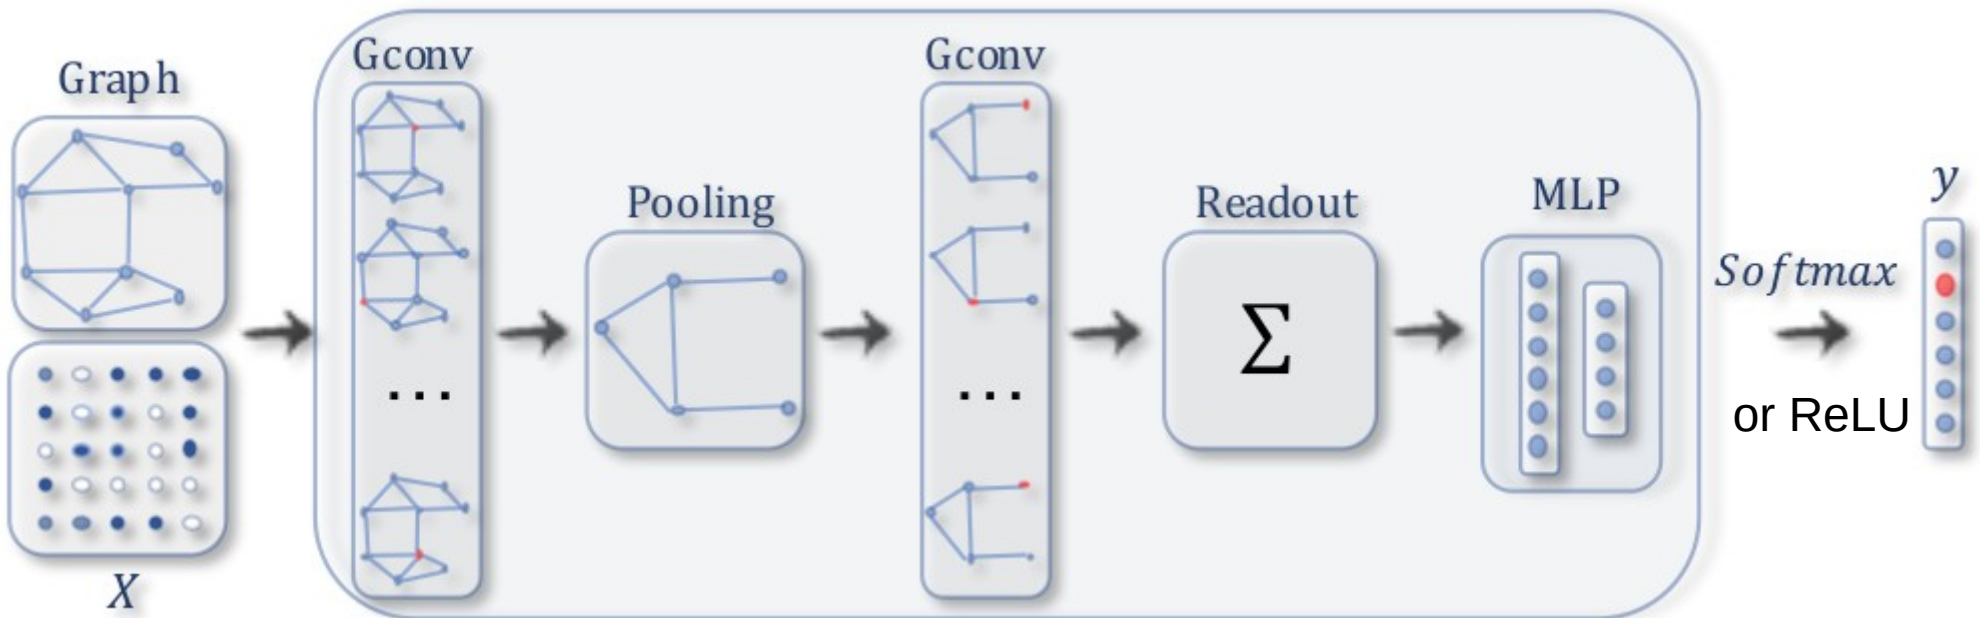 Graph
X
Gconv
...
Pooling
Gconv
...
Readout
Σ
MLP
Softmax
or ReLU
y